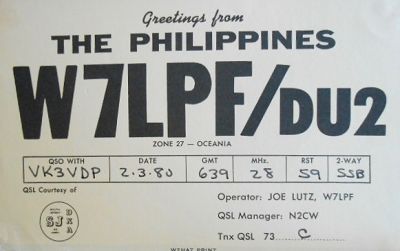 Greetings from
THE PHILIPPINES
W7LPF/DU2
ZONE 27 — OCEANIA
QSO WITH DATE GMT MHz. RST 2-WAY
VK3VDP 2.3.80 639 28 59 SSB
QSL Courtesy of
SJ
DXA
Operator: JOE LUTZ, W7LPF
QSL Manager: N2CW
Tnx QSL 73 C